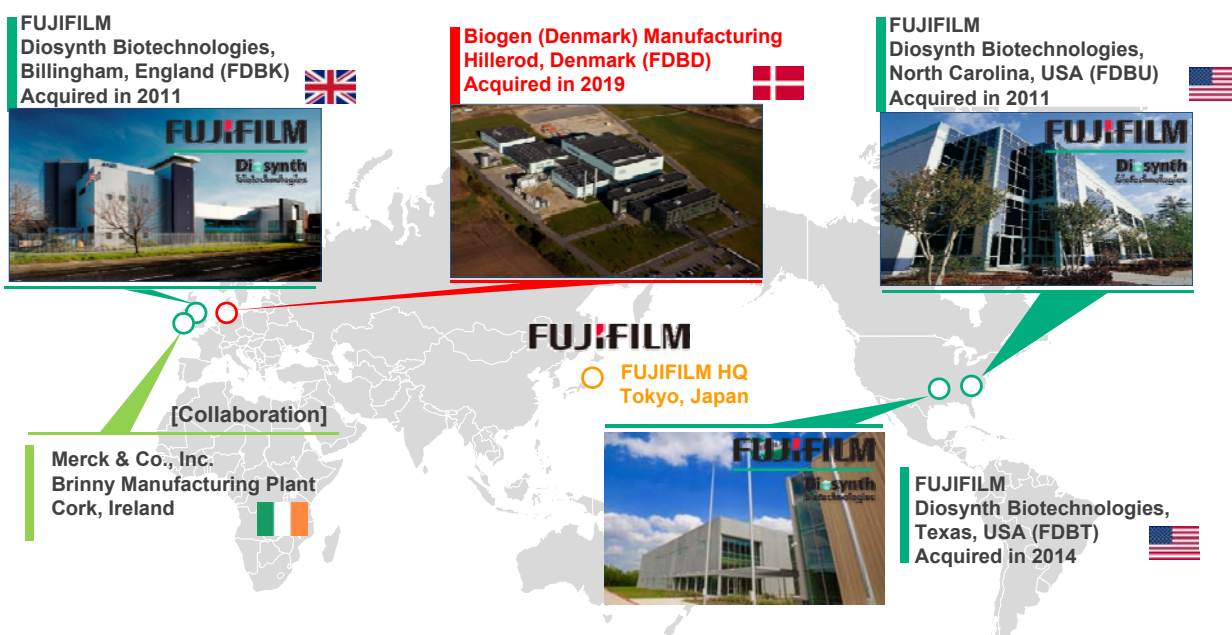 FUJIFILM
Diosynth Biotechnologies,
Billingham, England (FDBK)
Acquired in 2011
FUJIFILM
Diosynth
biotechnologies
Biogen (Denmark) Manufacturing
Hillerod, Denmark (FDBD)
Acquired in 2019
FUJIFILM
Diosynth Biotechnologies,
North Carolina, USA (FDBU)
Acquired in 2011
FUJIFILM
Diosynth
biotechnologies
FUJIFILM
FUJIFILM HQ
Tokyo, Japan
[Collaboration]
Merck & Co., Inc.
Brinny Manufacturing Plant
Cork, Ireland
FUJIFILM
Diosynth
biotechnologies
FUJIFILM
Diosynth Biotechnologies,
Texas, USA (FDBT)
Acquired in 2014